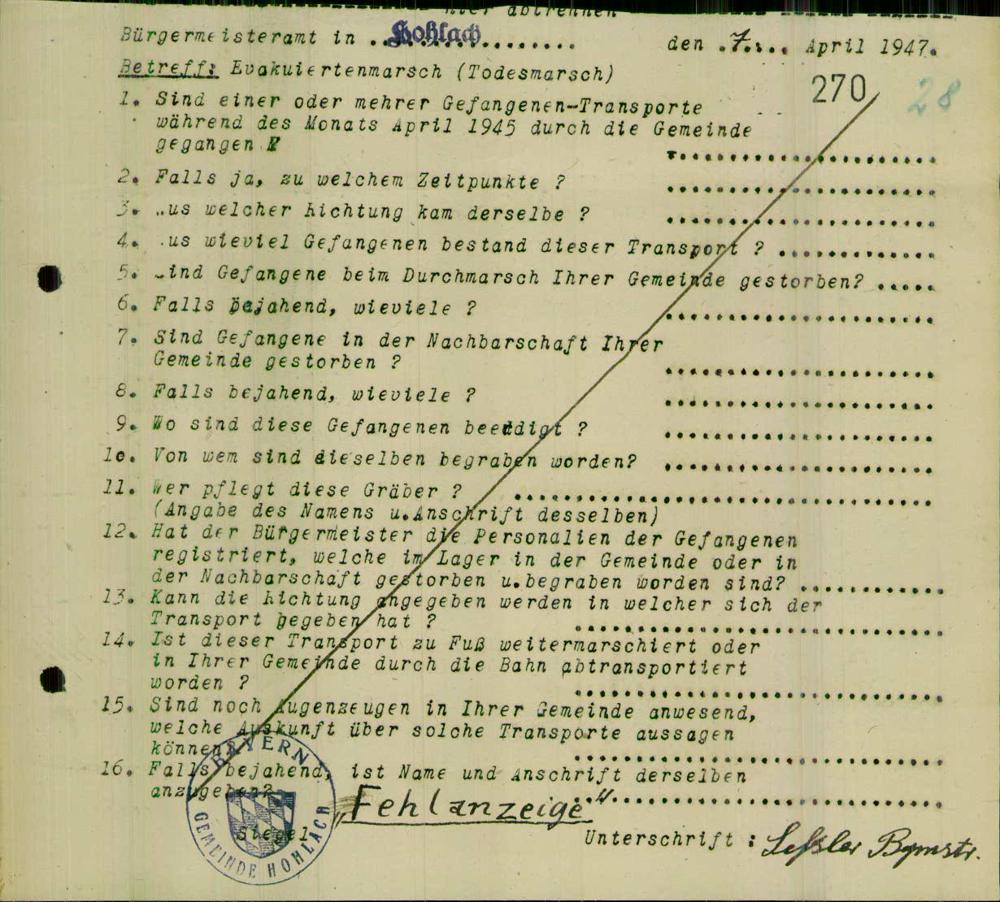 hier abtrennen
Bürgermeisteramt in ..Hohlach............ den .7... April 1947.
Betreff: Evakuiertenmarsch (Todesmarsch)
270 28
1. Sind einer oder mehrer Gefangenen-Transporte
während des Monats April 1945 durch die Gemeinde
gegangen ? ...........................
2. Falls ja, zu welchem Zeitpunkte ? ...........................
3. .us welcher Richtung kam derselbe ? ...........................
4. .us wieviel Gefangenen bestand dieser Transport ? ................
5. .ind Gefangene beim Durchmarsch Ihrer Gemeinde gestorben? .....
6. Falls bejahend, wieviele ? ...........................
7. Sind Gefangene in der Nachbarschaft Ihrer
Gemeinde gestorben ? ...........................
8. Falls bejahend, wieviele ? ...........................
9. Wo sind diese Gefangenen beerdigt ? ...........................
1o. Von wem sind dieselben begraben worden? ...........................
11. Wer pflegt diese Gräber ? ..........................................
(Angabe des Namens u.Anschrift desselben)
12. Hat der Bürgermeister die Personalien der Gefangenen
registriert, welche im Lager in der Gemeinde oder in
der Nachbarschaft gestorben u.begraben worden sind? ..............
13. Kann die Richtung angegeben werden in welcher sich der
Transport begeben hat ? .....................................
14. Ist dieser Transport zu Fuß weitermarschiert oder
in Ihrer Gemeinde durch die Bahn abtransportiert
worden ? .....................................
15. Sind noch Augenzeugen in Ihrer Gemeinde anwesend,
welche Auskunft über solche Transporte aussagen
können? .....................................
16. Falls bejahend, ist Name und Anschrift derselben
anzugeben? .....................................
„Fehlanzeige"
Siegel
BAYERN
GEMEINDE HOHLACH
Unterschrift : Leßler Bgmstr.